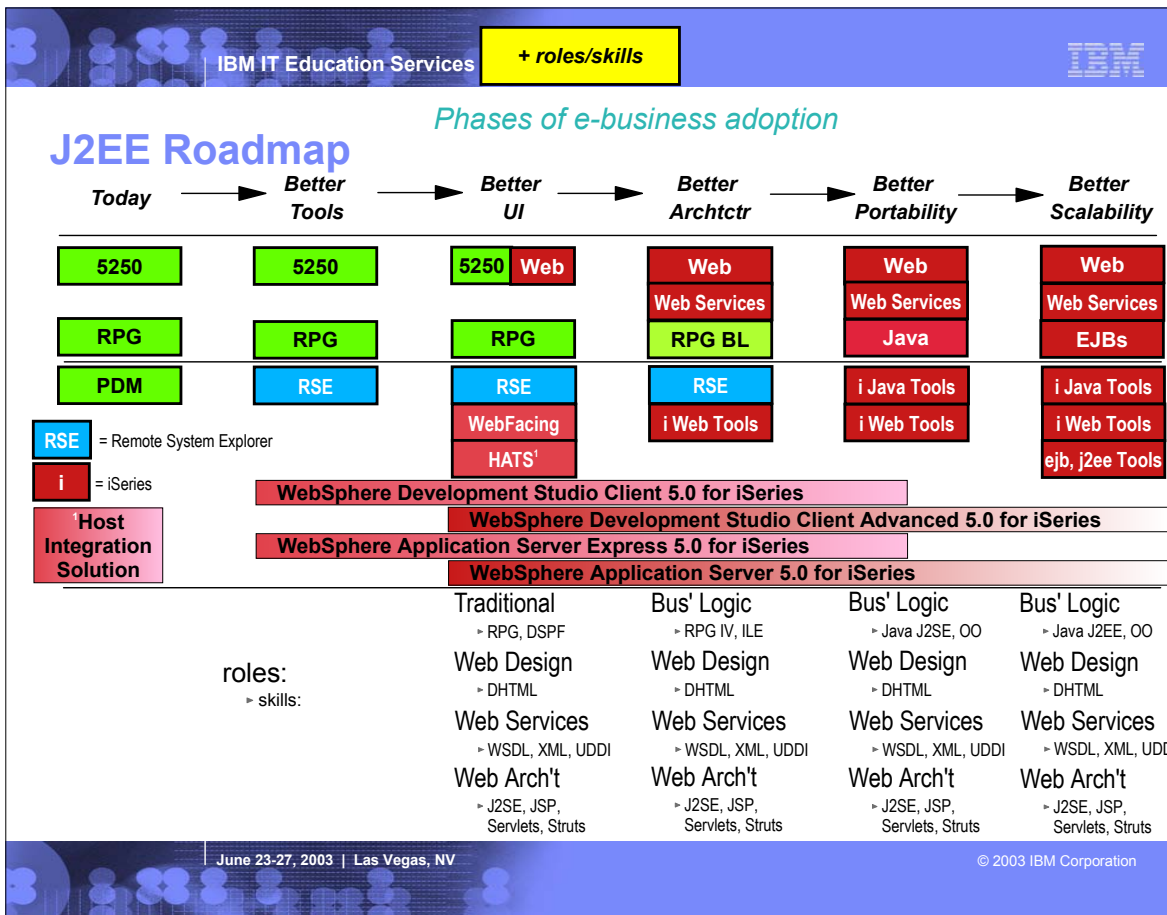 IBM IT Education Services
+ roles/skills
IBM
Phases of e-business adoption
J2EE Roadmap
Today
Better
Tools
Better
UI
Better
Archtctr
Better
Portability
Better
Scalability
5250
5250
5250 Web
Web
Web
Web
Web Services
Web Services
Web Services
RPG
RPG
RPG
RPG BL
Java
EJBs
PDM
RSE
RSE
RSE
i Java Tools
i Java Tools
WebFacing
i Web Tools
i Web Tools
i Web Tools
HATS1
ejb, j2ee Tools
RSE = Remote System Explorer
i = iSeries
1Host
Integration
Solution
WebSphere Development Studio Client 5.0 for iSeries
WebSphere Development Studio Client Advanced 5.0 for iSeries
WebSphere Application Server Express 5.0 for iSeries
WebSphere Application Server 5.0 for iSeries
roles:
skills:
Traditional
RPG, DSPF
Web Design
DHTML
Web Services
WSDL, XML, UDDI
Web Arch't
J2SE, JSP,
Servlets, Struts
Bus' Logic
RPG IV, ILE
Web Design
DHTML
Web Services
WSDL, XML, UDDI
Web Arch't
J2SE, JSP,
Servlets, Struts
Bus' Logic
Java J2SE, OO
Web Design
DHTML
Web Services
WSDL, XML, UDDI
Web Arch't
J2SE, JSP,
Servlets, Struts
Bus' Logic
Java J2EE, OO
Web Design
DHTML
Web Services
WSDL, XML,
Web Arch't
J2SE, JSP,
Servlets, Struts
June 23-27, 2003 | Las Vegas, NV
© 2003 IBM Corporation